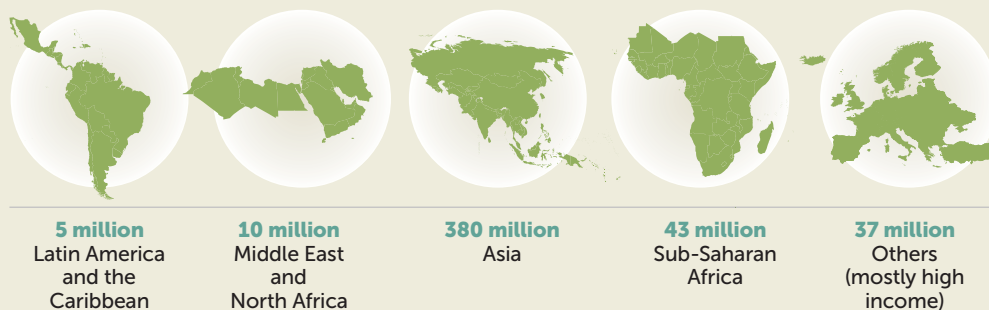 5 million
Latin America
and the
Caribbean
10 million
Middle East
and
North Africa
380 million
Asia
43 million
Sub-Saharan
Africa
37 million
Others
(mostly high
income)